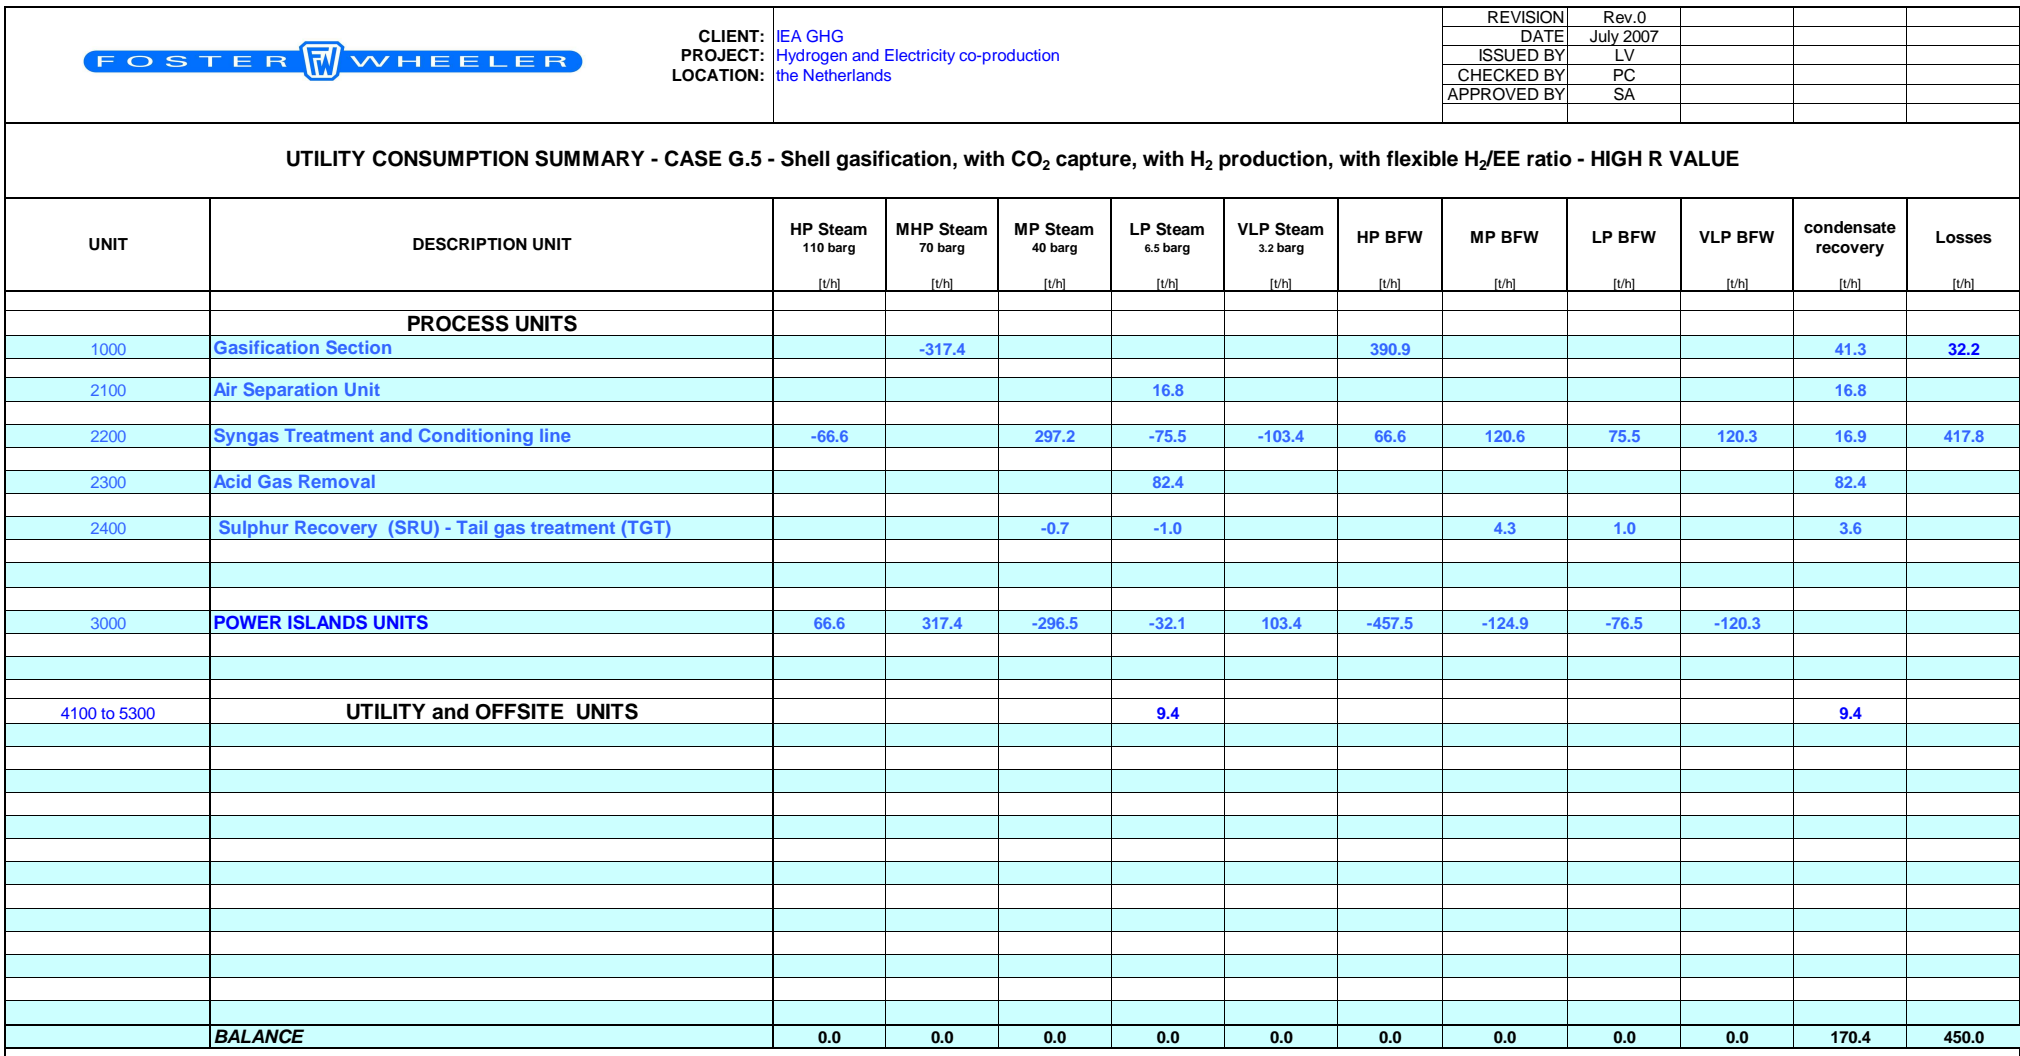 FOSTER FW WHEELER
CLIENT: IEA GHG
PROJECT: Hydrogen and Electricity co-production
LOCATION: the Netherlands
REVISION Rev.0
DATE July 2007
ISSUED BY LV
CHECKED BY PC
APPROVED BY SA
UTILITY CONSUMPTION SUMMARY - CASE G.5 - Shell gasification, with CO2 capture, with H2 production, with flexible H2/EE ratio - HIGH R VALUE
UNIT DESCRIPTION UNIT HP Steam 110 barg [t/h] MHP Steam 70 barg [t/h] MP Steam 40 barg [t/h] LP Steam 6.5 barg [t/h] VLP Steam 3.2 barg [t/h] HP BFW [t/h] MP BFW [t/h] LP BFW [t/h] VLP BFW [t/h] condensate recovery [t/h] Losses [t/h]
PROCESS UNITS
1000 Gasification Section -317.4 390.9 41.3 32.2
2100 Air Separation Unit 16.8 16.8
2200 Syngas Treatment and Conditioning line -66.6 297.2 -75.5 -103.4 66.6 120.6 75.5 120.3 16.9 417.8
2300 Acid Gas Removal 82.4 82.4
2400 Sulphur Recovery (SRU) - Tail gas treatment (TGT) -0.7 -1.0 4.3 1.0 3.6
3000 POWER ISLANDS UNITS 66.6 317.4 -296.5 -32.1 103.4 -457.5 -124.9 -76.5 -120.3
4100 to 5300 UTILITY and OFFSITE UNITS 9.4 9.4
BALANCE 0.0 0.0 0.0 0.0 0.0 0.0 0.0 0.0 0.0 170.4 450.0